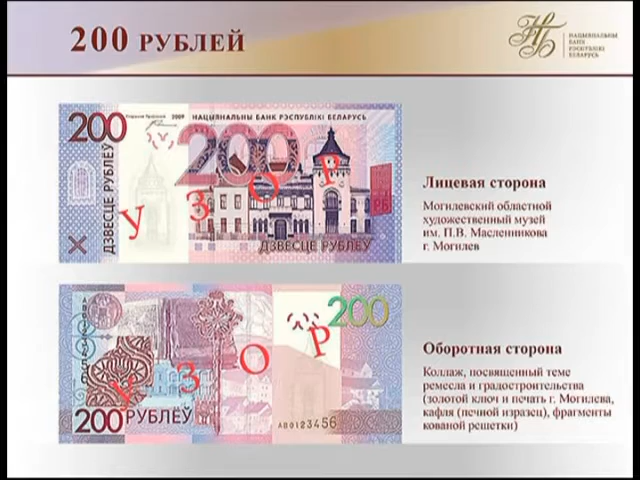 200 РУБЛЕЙ
НАЦЫЯНАЛЬНЫ
БАНК
РЭСПУБЛІКІ
БЕЛАРУСЬ
200
2009 НАЦЫЯНАЛЬНЫ БАНК РЭСПУБЛІКІ БЕЛАРУСЬ
200
ДЗВЕСЦЕ РУБЛЁЎ
УЗОР
РБ
ДЗВЕСЦЕ РУБЛЁЎ
Лицевая сторона
Могилевский областной
художественный музей
им. П.В. Масленникова
г. Могилев
200
УЗОР
200 РУБЛЁЎ
АВ0123456
Оборотная сторона
Коллаж, посвященный теме
ремесла и градостроительства
(золотой ключ и печать г. Могилева,
кафля (печной изразец), фрагменты
кованой решетки)